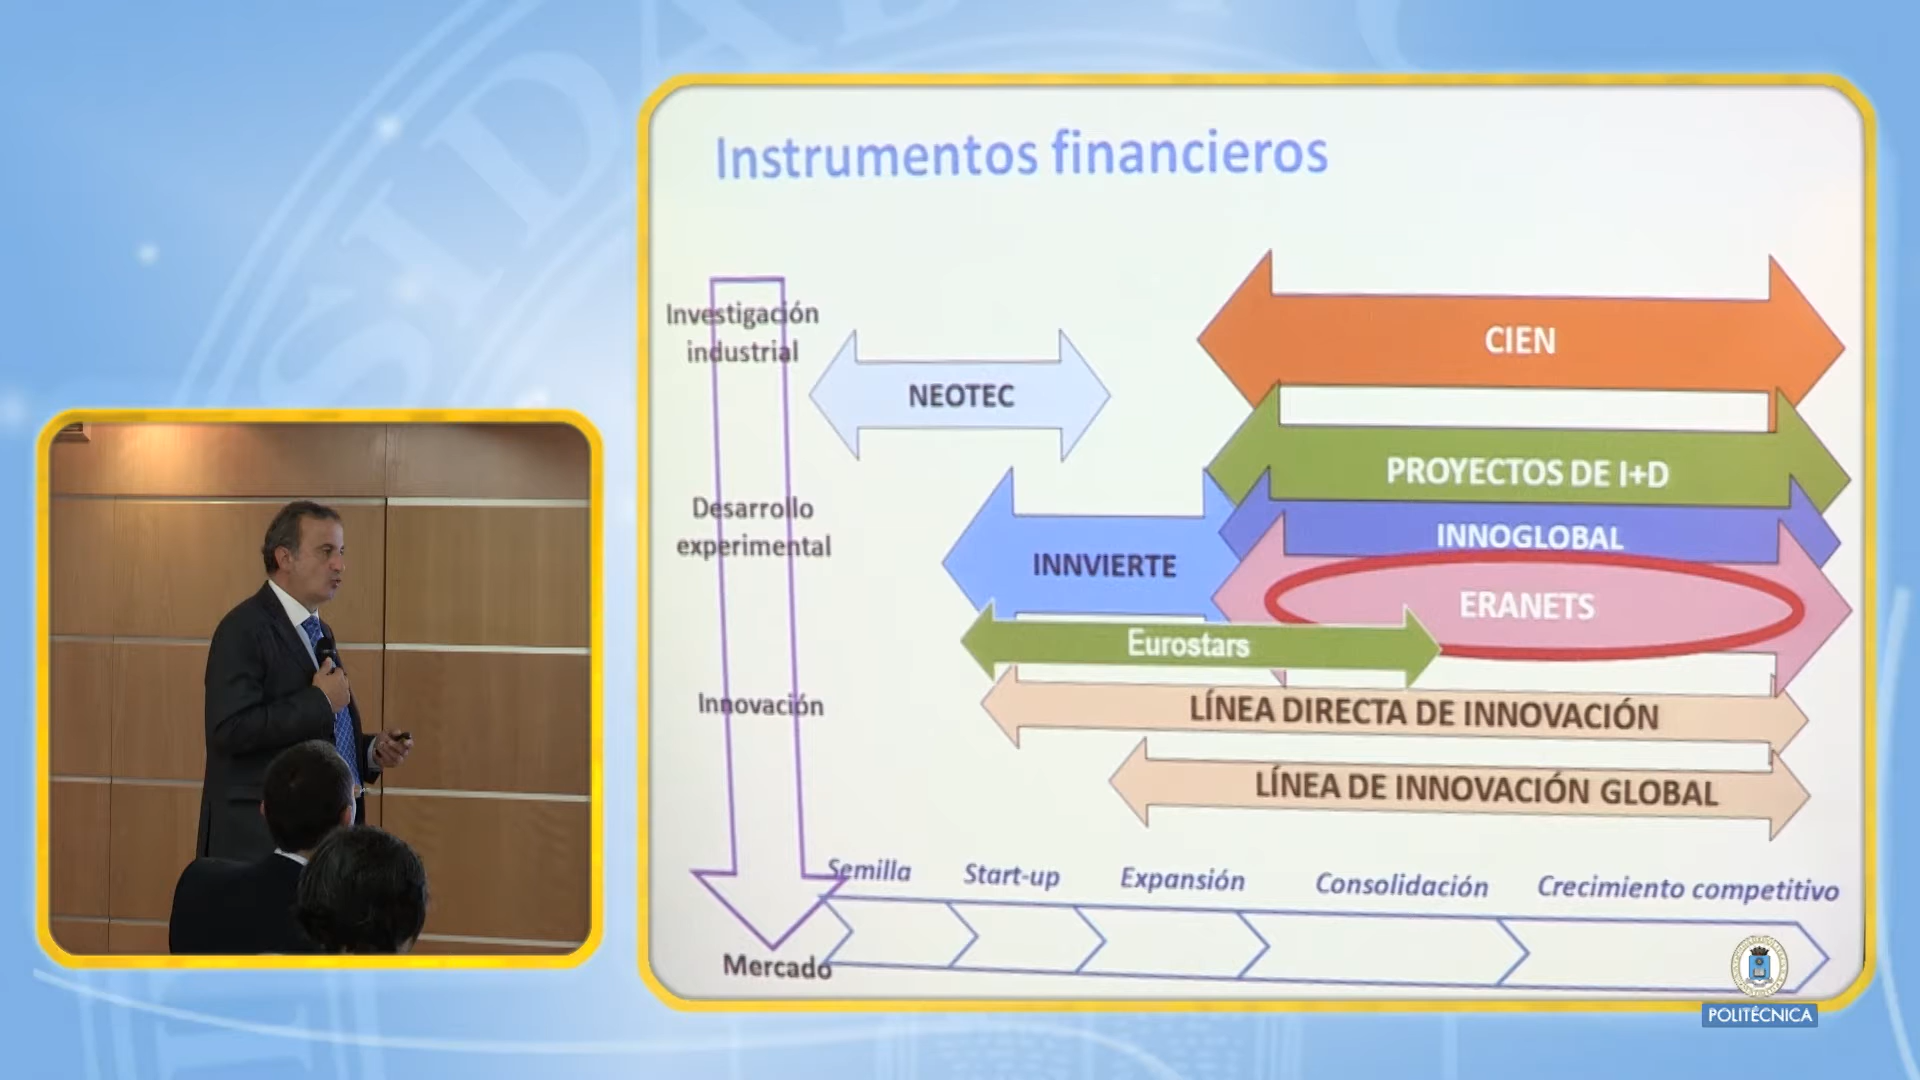 Instrumentos financieros
Investigación
industrial
CIEN
NEOTEC
PROYECTOS DE I+D
Desarrollo
experimental
INNOGLOBAL
INNVIERTE
ERANETS
Eurostars
Innovación
LÍNEA DIRECTA DE INNOVACIÓN
LÍNEA DE INNOVACIÓN GLOBAL
Semilla
Start-up
Expansión
Consolidación
Crecimiento competitivo
Mercado
POLITÉCNICA